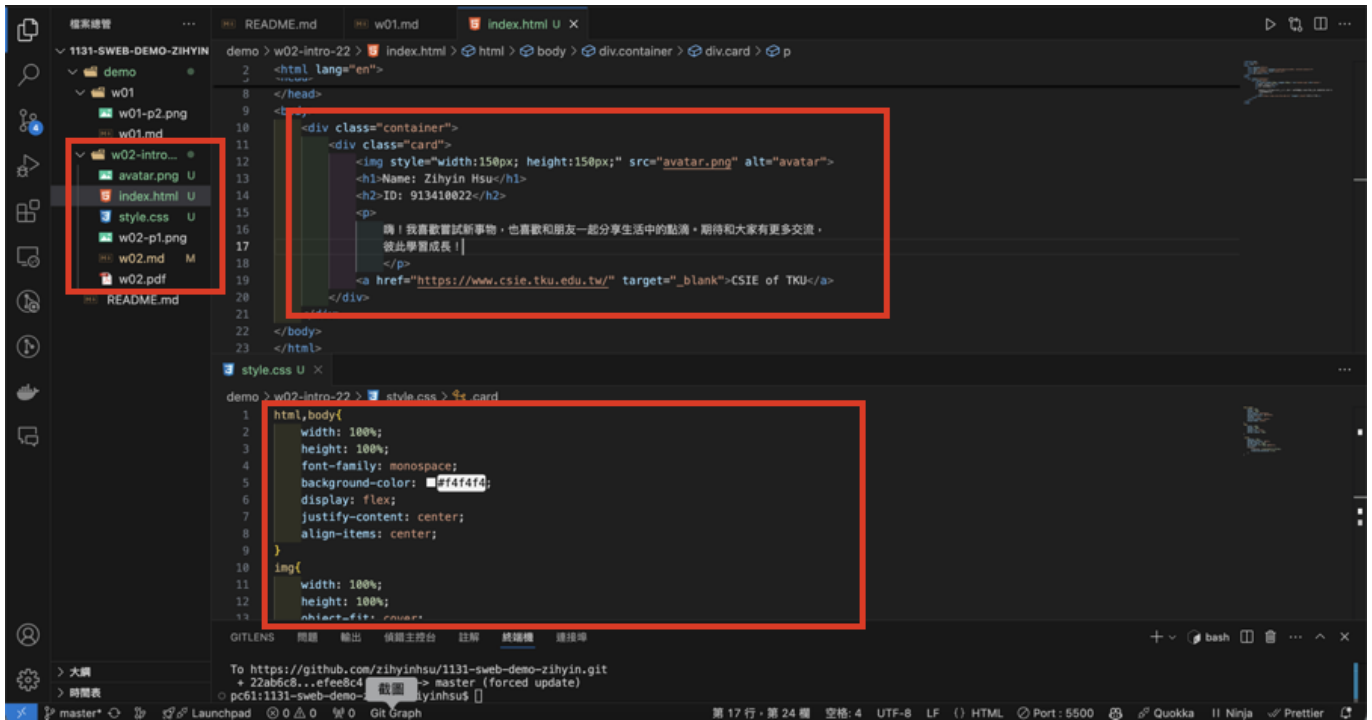 檔案總管 ···
1131-SWEB-DEMO-ZIHYIN
demo
w01
w01-p2.png
w01.md
w02-intro...
avatar.png U
index.html U
style.css U
w02-p1.png
w02.md M
w02.pdf
README.md
大綱
時間表
README.md w01.md index.html U
demo > w02-intro-22 > index.html > html > body > div.container > div.card > p
2 <html lang="en">
8 </head>
9
10 <div class="container">
11 <div class="card">
12 <img style="width:150px; height:150px;" src="avatar.png" alt="avatar">
13 <h1>Name: Zihyin Hsu</h1>
14 <h2>ID: 913410022</h2>
15 <p>
16 嗨！我喜歡嘗試新事物，也喜歡和朋友一起分享生活中的點滴。期待和大家有更多交流，
17 彼此學習成長！
18 </p>
19 <a href="https://www.csie.tku.edu.tw/" target="_blank">CSIE of TKU</a>
20 </div>
21 </div>
22 </body>
23 </html>
style.css U
demo > w02-intro-22 > style.css > .card
1 html,body{
2 width: 100%;
3 height: 100%;
4 font-family: monospace;
5 background-color: #f4f4f4;
6 display: flex;
7 justify-content: center;
8 align-items: center;
9 }
10 img{
11 width: 100%;
12 height: 100%;
13 object-fit: cover;
GITLENS 問題 輸出 偵錯主控台 註解 終端機 連接埠 bash
To https://github.com/zihyinhsu/1131-sweb-demo-zihyin.git
+ 22ab6c8...efee8c4 -> master (forced update)
pc61:1131-sweb-demo- iyinhsu$
截圖
4
master* Launchpad 0 0 0 Git Graph 第 17 行，第 24 欄 空格: 4 UTF-8 LF {} HTML Port : 5500 Quokka Ninja Prettier